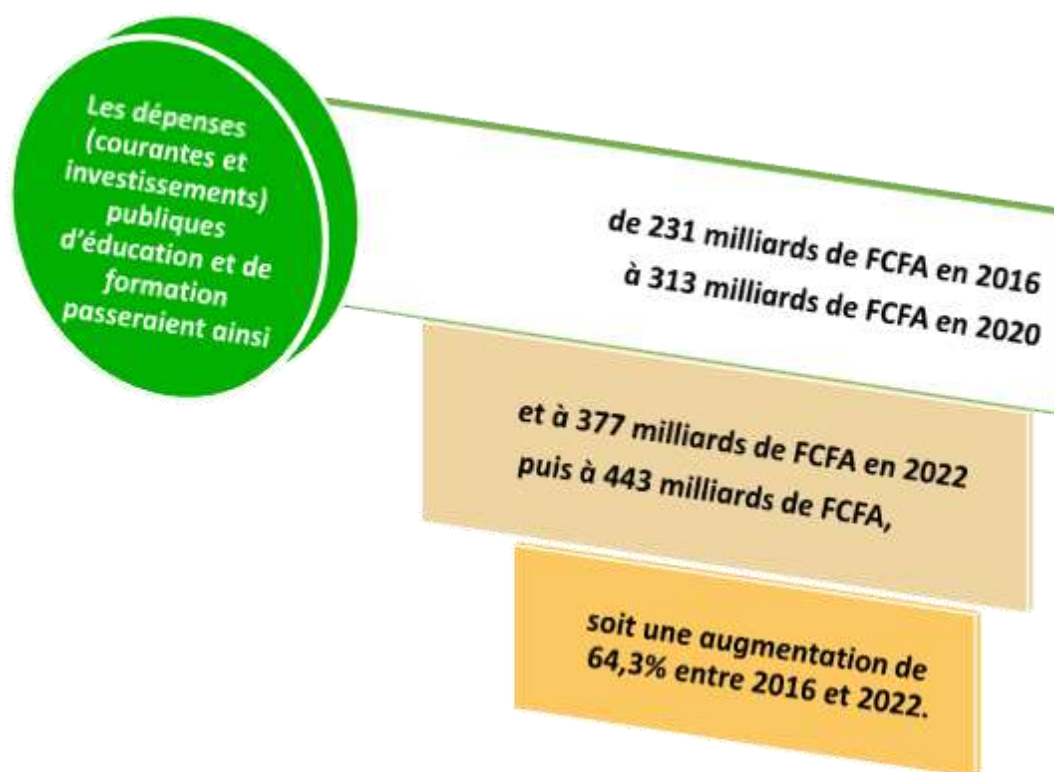 Les dépenses
(courantes et
investissements)
publiques
d'éducation et de
formation
passeraient ainsi
de 231 milliards de FCFA en 2016
à 313 milliards de FCFA en 2020
et à 377 milliards de FCFA en 2022
puis à 443 milliards de FCFA,
soit une augmentation de
64,3% entre 2016 et 2022.